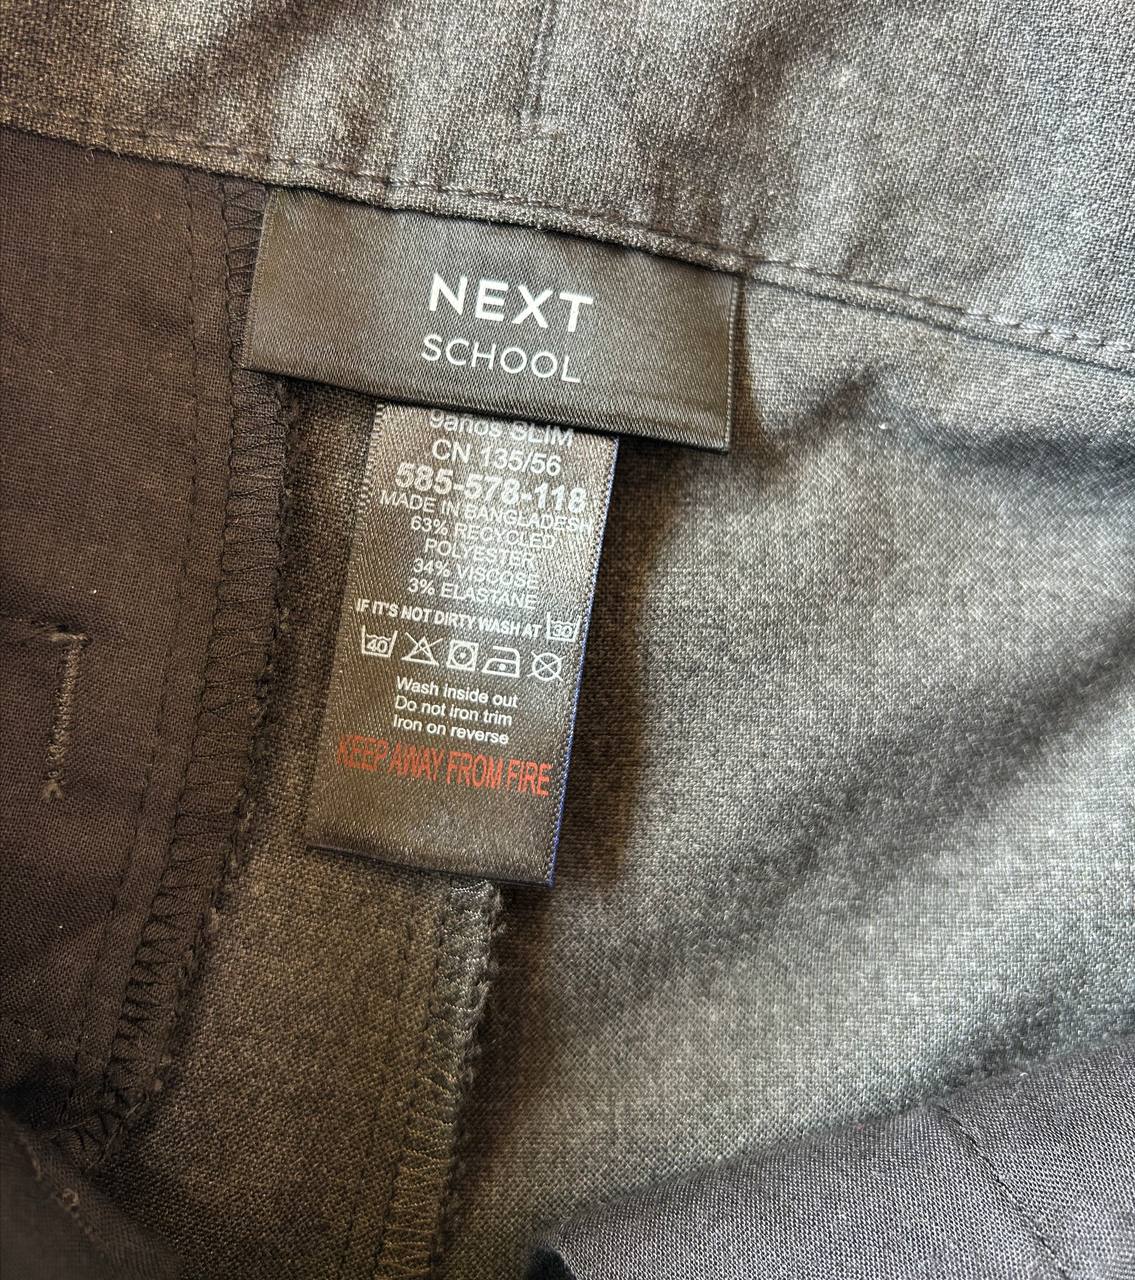 NEXT
SCHOOL
9años SLIM
CN 135/56
585-578-118
MADE IN BANGLADESH
63% RECYCLED
POLYESTER
34% VISCOSE
3% ELASTANE
IF IT'S NOT DIRTY WASH AT 30
40
Wash inside out
Do not iron trim
Iron on reverse
KEEP AWAY FROM FIRE